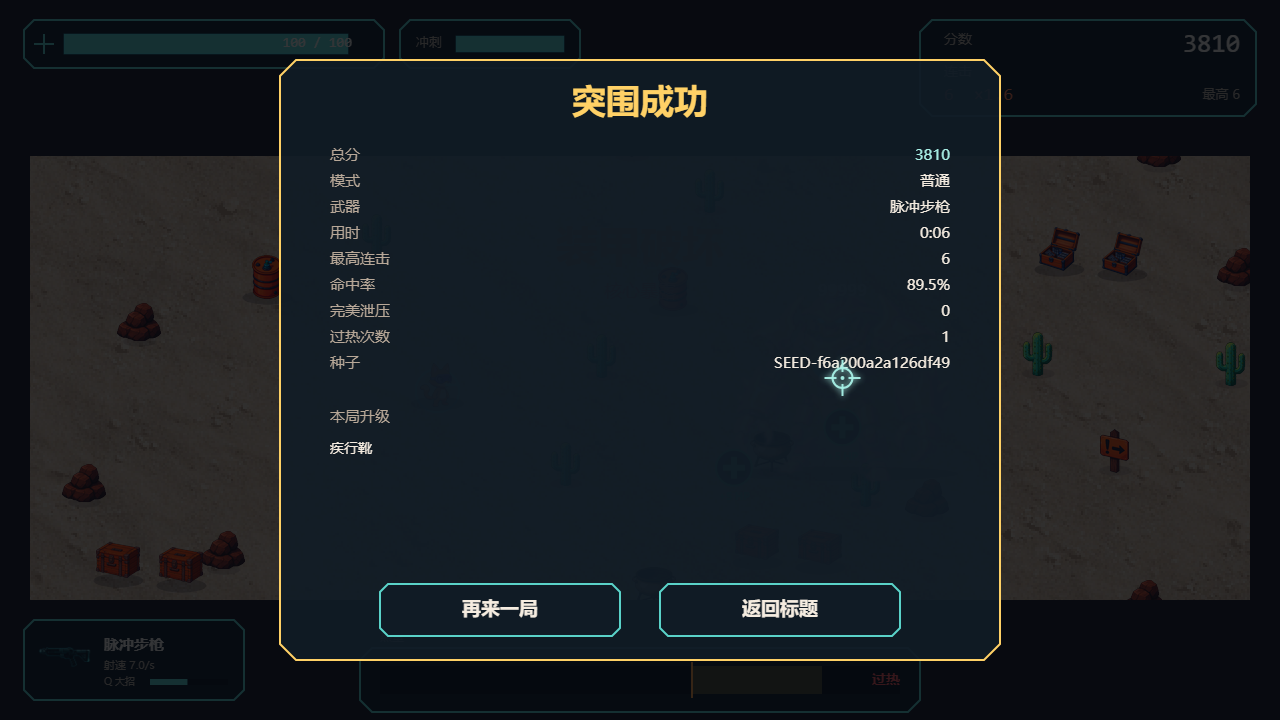 100 / 100
冲刺
分数
3810
6
最高 6
突围成功
总分 3810
模式 普通
武器 脉冲步枪
用时 0:06
最高连击 6
命中率 89.5%
完美泄压 0
过热次数 1
种子 SEED-f6a200a2a126df49
本局升级
疾行靴
再来一局
返回标题
脉冲步枪
射速 7.0/s
Q 大招
过热